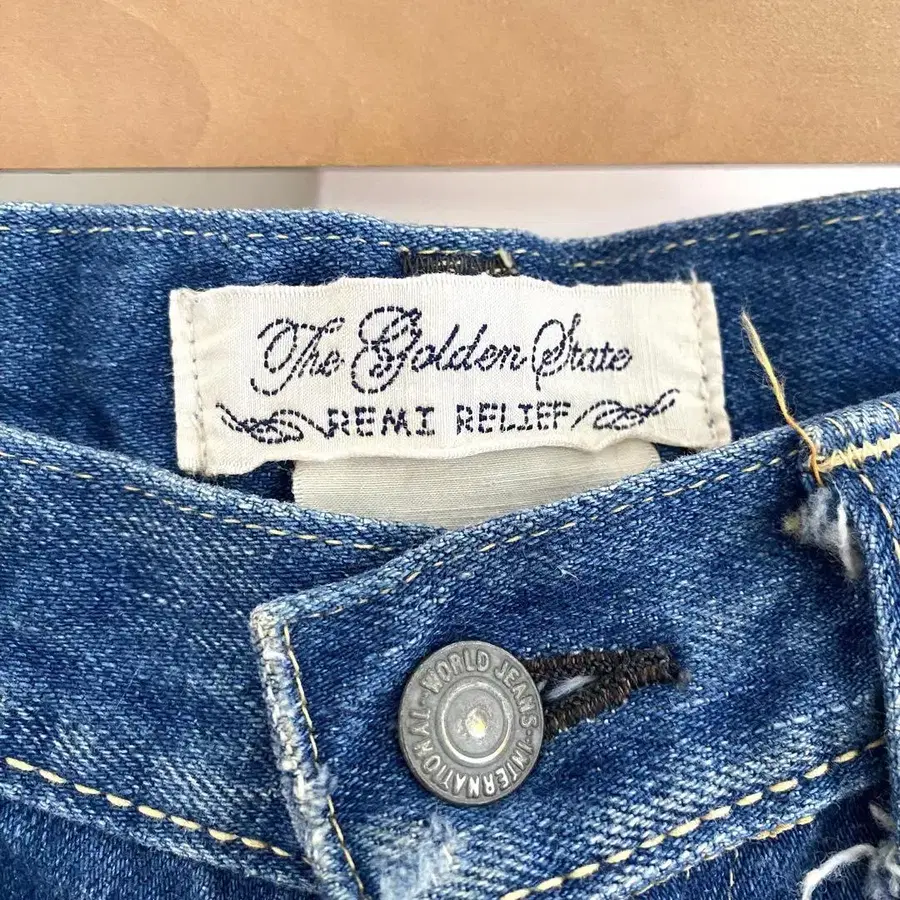 The Golden State
REMI RELIEF
WORLD JEANS-INTERNATIONAL-